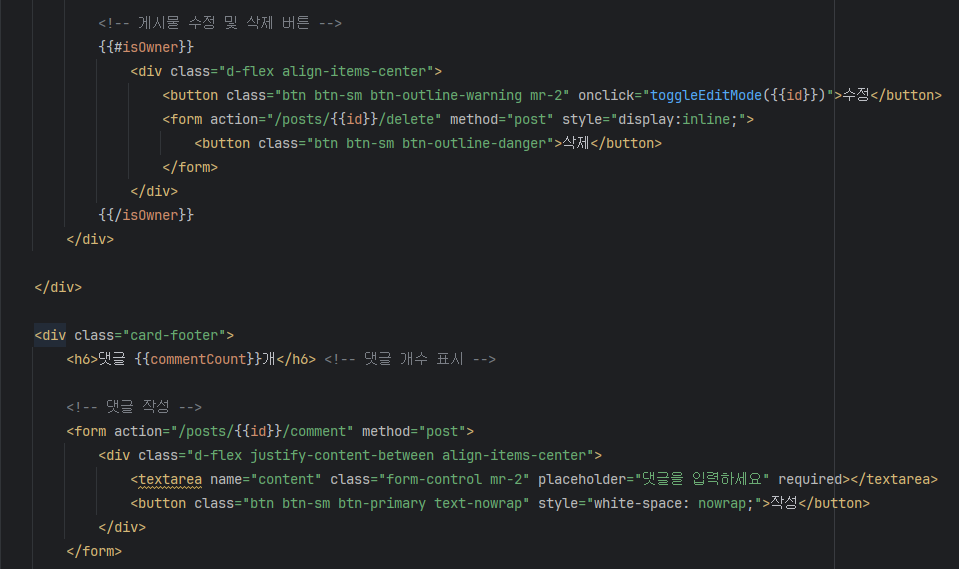 <!-- 게시물 수정 및 삭제 버튼 -->
{{#isOwner}}
<div class="d-flex align-items-center">
<button class="btn btn-sm btn-outline-warning mr-2" onclick="toggleEditMode({{id}})">수정</button>
<form action="/posts/{{id}}/delete" method="post" style="display:inline;">
<button class="btn btn-sm btn-outline-danger">삭제</button>
</form>
</div>
{{/isOwner}}
</div>
</div>
<div class="card-footer">
<h6>댓글 {{commentCount}}개</h6> <!-- 댓글 개수 표시 -->
<!-- 댓글 작성 -->
<form action="/posts/{{id}}/comment" method="post">
<div class="d-flex justify-content-between align-items-center">
<textarea name="content" class="form-control mr-2" placeholder="댓글을 입력하세요" required></textarea>
<button class="btn btn-sm btn-primary text-nowrap" style="white-space: nowrap;">작성</button>
</div>
</form>